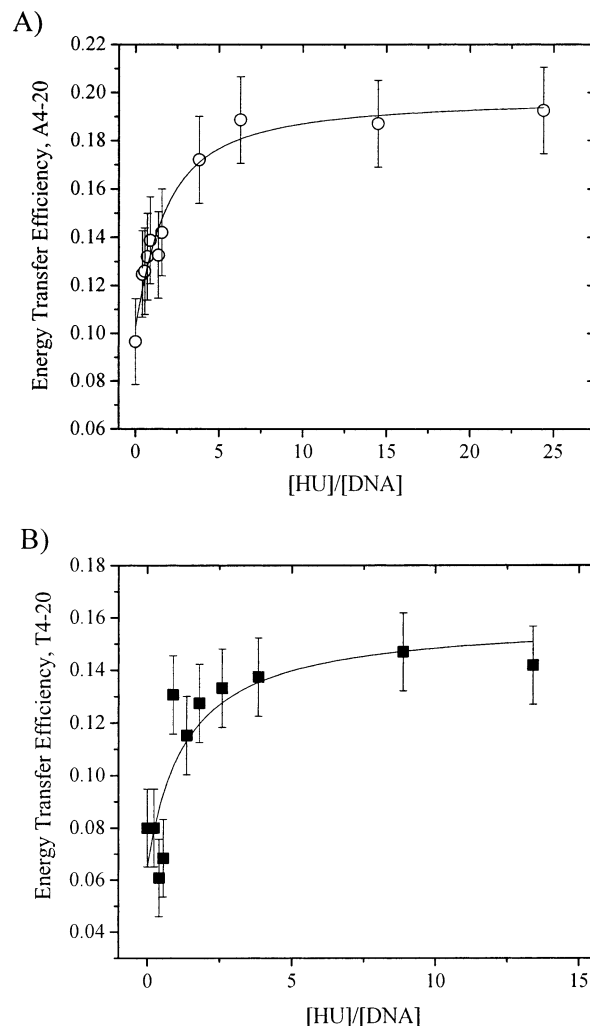 A)
0.22
0.20
0.18
0.16
0.14
0.12
0.10
0.08
0.06
Energy Transfer Efficiency, A4-20
0 5 10 15 20 25
[HU]/[DNA]
B)
0.18
0.16
0.14
0.12
0.10
0.08
0.06
0.04
Energy Transfer Efficiency, T4-20
0 5 10 15
[HU]/[DNA]